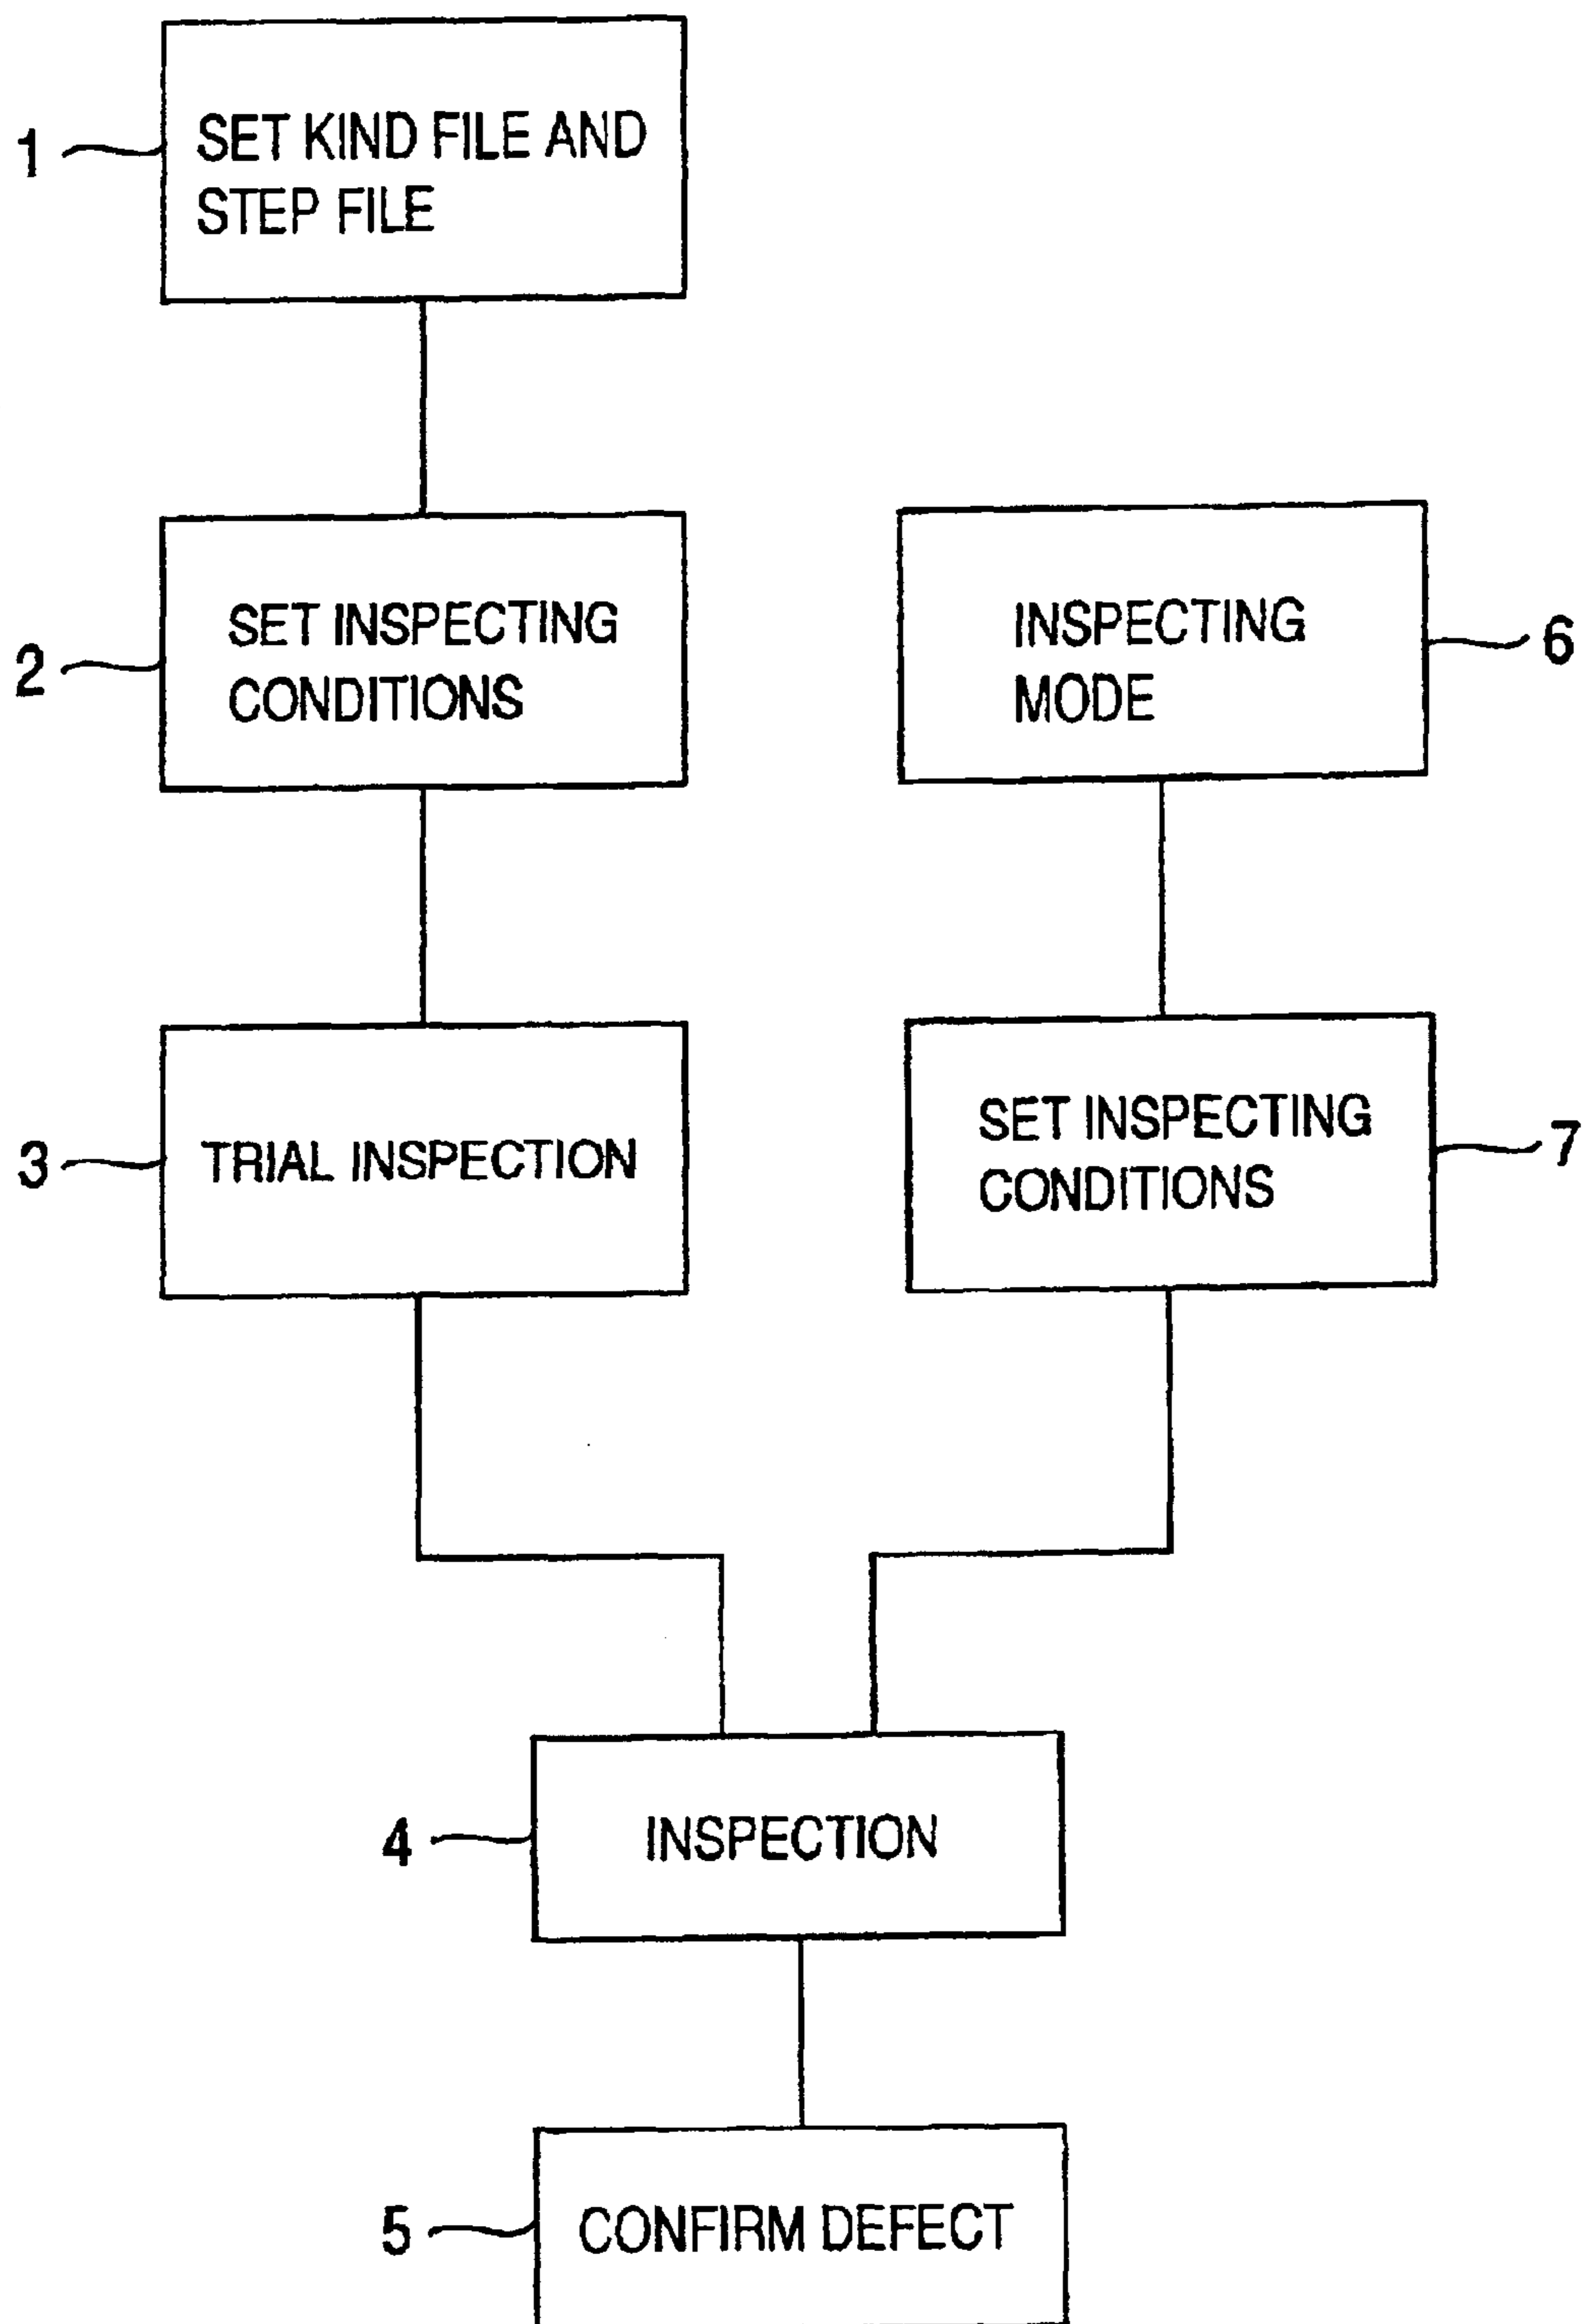 1
SET KIND FILE AND
STEP FILE
2
SET INSPECTING
CONDITIONS
INSPECTING
MODE
6
3
TRIAL INSPECTION
SET INSPECTING
CONDITIONS
7
4
INSPECTION
5
CONFIRM DEFECT